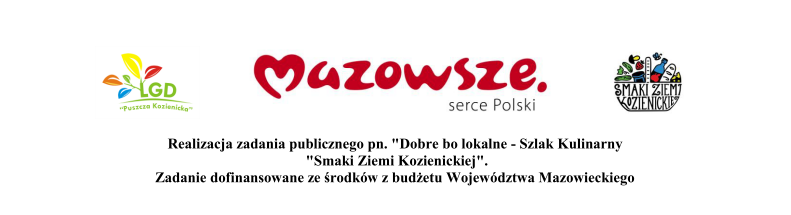 LGD
"Puszcza Kozienicka"
Mazowsze.
serce Polski
SMAKI ZIEMI
KOZIENICKIEJ
Realizacja zadania publicznego pn. "Dobre bo lokalne - Szlak Kulinarny
"Smaki Ziemi Kozienickiej".
Zadanie dofinansowane ze środków z budżetu Województwa Mazowieckiego